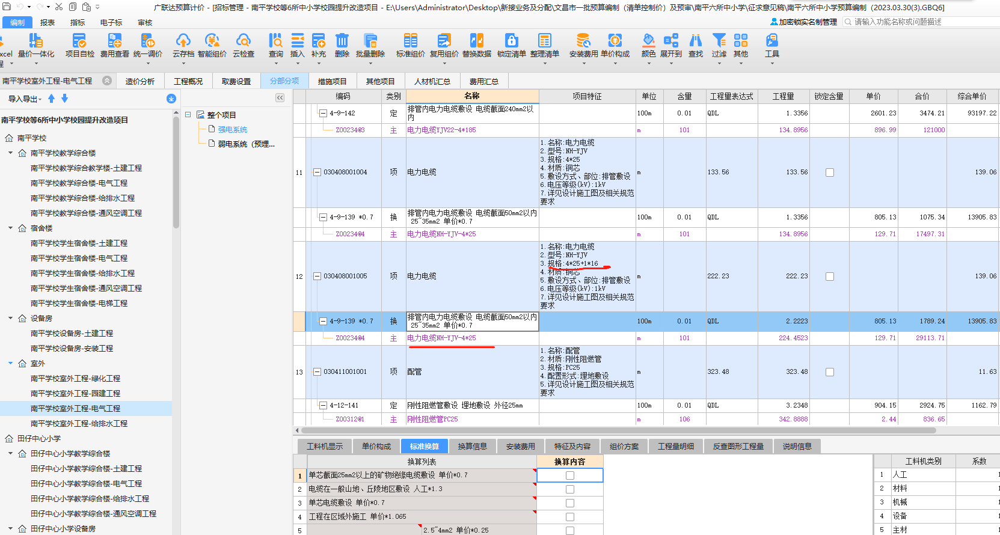 广联达预算计价 - [招标管理 - 南平学校等6所中小学校园提升改造项目 - E:\Users\Administrator\Desktop\新接业务及分配\文昌市一批预算编制（清单控制价）及预审\南平六所中小学\征求意见稿\南平六所中小学预算编制（2023.03.30(3).GBQ6]
编制 报表 指标 电子标 审核 加密锁实名制管理 请输入功能名称或问题描述
xcel 量价一体化 项目自检 费用查看 统一调价 云存档 智能组价 云检查 查询 插入 补充 删除 批量删除 标准组价 复用组价 替换数据 锁定清单 整理清单 安装费用 单价构成 颜色 展开到 查找 过滤 其他 工具
程
南平学校室外工程-电气工程 造价分析 工程概况 取费设置 分部分项 措施项目 其他项目 人材机汇总 费用汇总
导入导出
南平学校等6所中小学校园提升改造项目
南平学校
南平学校教学综合楼
南平学校教学综合教学楼-土建工程
南平学校教学综合楼-电气工程
南平学校教学综合楼-给排水工程
南平学校教学综合楼-通风空调工程
宿舍楼
南平学校学生宿舍楼-土建工程
南平学校学生宿舍楼-电气工程
南平学校学生宿舍楼-给排水工程
南平学校学生宿舍楼-通风空调工程
南平学校学生宿舍楼-电梯工程
设备房
南平学校设备房-土建工程
南平学校设备房-安装工程
室外
南平学校室外工程-绿化工程
南平学校室外工程-园建工程
南平学校室外工程-电气工程
南平学校室外工程-给排水工程
田仔中心小学
田仔中心小学教学综合楼
田仔中心小学教学综合楼-土建工程
田仔中心小学教学综合楼-电气工程
田仔中心小学教学综合楼-给排水工程
田仔中心小学教学综合楼-通风空调工程
田仔中心小学设备房
整个项目
强电系统
弱电系统（预埋...
编码 类别 名称 项目特征 单位 含量 工程量表达式 工程量 锁定含量 单价 合价 综合单价
4-9-142 定 排管内电力电缆敷设 电缆截面240mm2以内 100m 0.01 QDL 1.3356 2601.23 3474.21 93197.22
Z00234@3 主 电力电缆YJV22-4*185 m 101 134.8956 896.99 121000
11 030408001004 项 电力电缆 m 133.56 133.56 139.06
1.名称:电力电缆
2.型号:NH-YJV
3.规格:4*25
4.材质:铜芯
5.敷设方式、部位:排管敷设
6.电压等级(kV):1kV
7.详见设计施工图及相关规范
要求
4-9-139 *0.7 换 排管内电力电缆敷设 电缆截面50mm2以内 25~35mm2 单价*0.7 100m 0.01 QDL 1.3356 805.13 1075.34 13905.83
Z00234@4 主 电力电缆NH-YJV-4*25 m 101 134.8956 129.71 17497.31
12 030408001005 项 电力电缆 m 222.23 222.23 139.06
1.名称:电力电缆
2.型号:NH-YJV
3.规格:4*25+1*16
4.材质:铜芯
5.敷设方式、部位:排管敷设
6.电压等级(kV):1kV
7.详见设计施工图及相关规范
要求
4-9-139 *0.7 换 排管内电力电缆敷设 电缆截面50mm2以内 25~35mm2 单价*0.7 100m 0.01 QDL 2.2223 805.13 1789.24 13905.83
Z00234@4 主 电力电缆NH-YJV-4*25 m 101 224.4523 129.71 29113.71
13 030411001001 项 配管 m 323.48 323.48 11.63
1.名称:配管
2.材质:刚性阻燃管
3.规格:PC25
4.配置形式:埋地敷设
5.详见设计施工图及相关规范
要求
4-12-141 定 刚性阻燃管敷设 埋地敷设 外径25mm 100m 0.01 QDL 3.2348 904.15 2924.75 1162.79
Z00312@1 主 刚性阻燃管PC25 m 106 342.8888 2.44 836.65
工料机显示 单价构成 标准换算 换算信息 安装费用 特征及内容 组价方案 工程量明细 反查图形工程量 说明信息
换算列表 换算内容
1 单芯截面25mm2以上的矿物绝缘电缆敷设 单价*0.7
2 电缆在一般山地、丘陵地区敷设 人工*1.3
3 单芯电缆敷设 单价*0.7
4 工程在区域外施工 单价*1.065
5 2.5~4mm2 单价*0.25
工料机类别 系数
1 人工 1
2 材料 1
3 机械 1
4 设备 1
5 主材 1